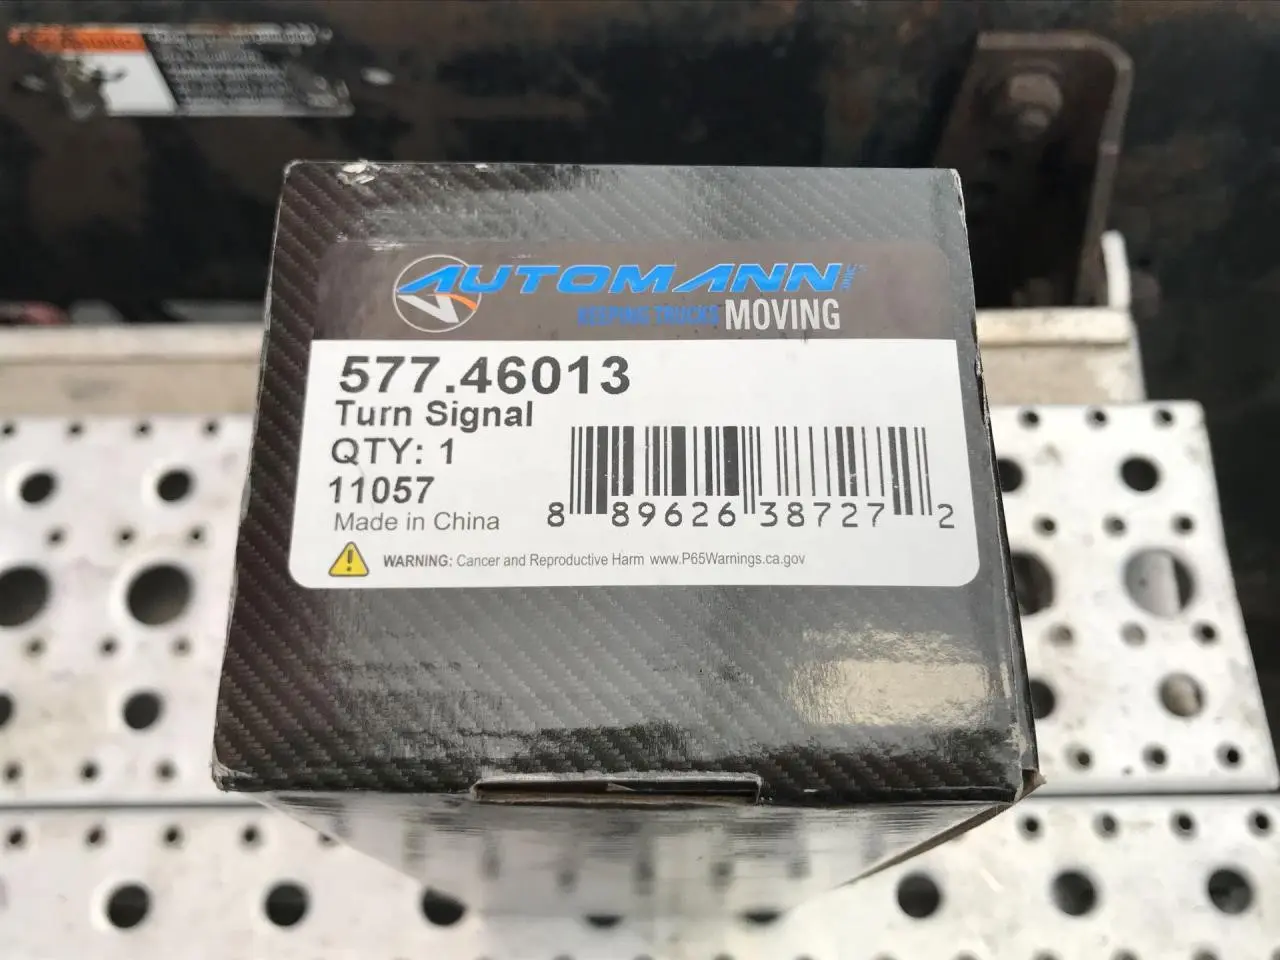 AUTOMANN INC.
KEEPING TRUCKS MOVING
577.46013
Turn Signal
QTY: 1
11057
Made in China
8 89626 38727 2
WARNING: Cancer and Reproductive Harm www.P65Warnings.ca.gov